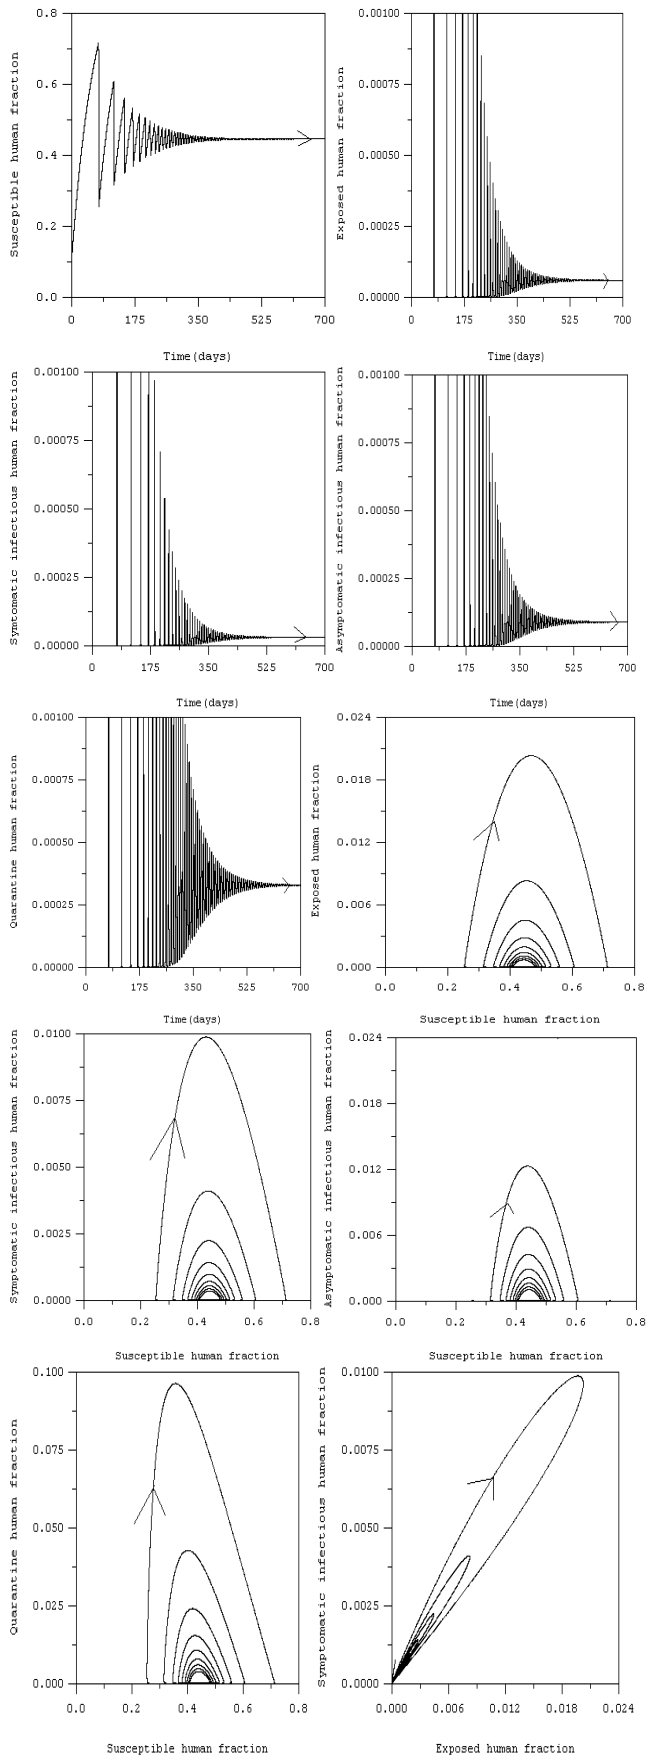 0.8
0.6
0.4
0.2
0.0
Susceptible human fraction
0 175 350 525 700
Time(days)
0.00100
0.00075
0.00050
0.00025
0.00000
Exposed human fraction
0 175 350 525 700
Time(days)
0.00100
0.00075
0.00050
0.00025
0.00000
Symtomatic infectious human fraction
0 175 350 525 700
Time(days)
0.00100
0.00075
0.00050
0.00025
0.00000
Asymptomatic infectious human fraction
0 175 350 525 700
Time(days)
0.00100
0.00075
0.00050
0.00025
0.00000
Quarantine human fraction
0 175 350 525 700
Time(days)
0.024
0.018
0.012
0.006
0.000
Exposed human fraction
0.0 0.2 0.4 0.6 0.8
Susceptible human fraction
0.0100
0.0075
0.0050
0.0025
0.0000
Symptomatic infectious human fraction
0.0 0.2 0.4 0.6 0.8
Susceptible human fraction
0.024
0.018
0.012
0.006
0.000
Asymptomatic infectious human fraction
0.0 0.2 0.4 0.6 0.8
Susceptible human fraction
0.100
0.075
0.050
0.025
0.000
Quarantine human fraction
0.0 0.2 0.4 0.6 0.8
Susceptible human fraction
0.0100
0.0075
0.0050
0.0025
0.0000
Symptomatic infectious human fraction
0.000 0.006 0.012 0.018 0.024
Exposed human fraction